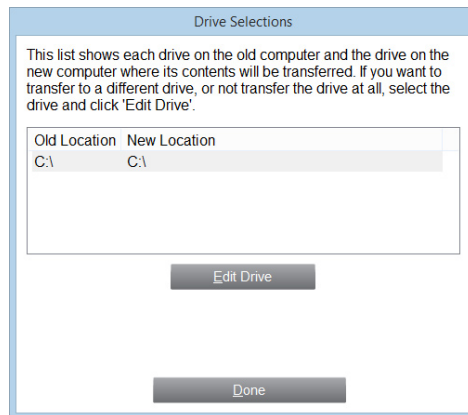 Drive Selections
This list shows each drive on the old computer and the drive on the
new computer where its contents will be transferred. If you want to
transfer to a different drive, or not transfer the drive at all, select the
drive and click 'Edit Drive'.
Old Location New Location
C:\ C:\
Edit Drive
Done